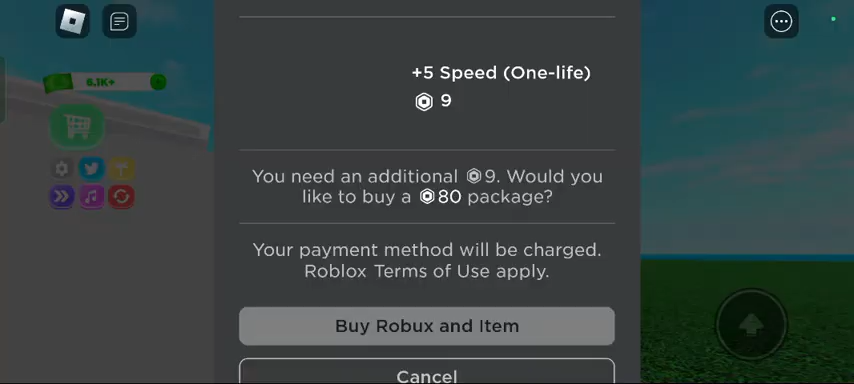 6.1K+
+5 Speed (One-life)
9
You need an additional 9. Would you
like to buy a 80 package?
Your payment method will be charged.
Roblox Terms of Use apply.
Buy Robux and Item
Cancel